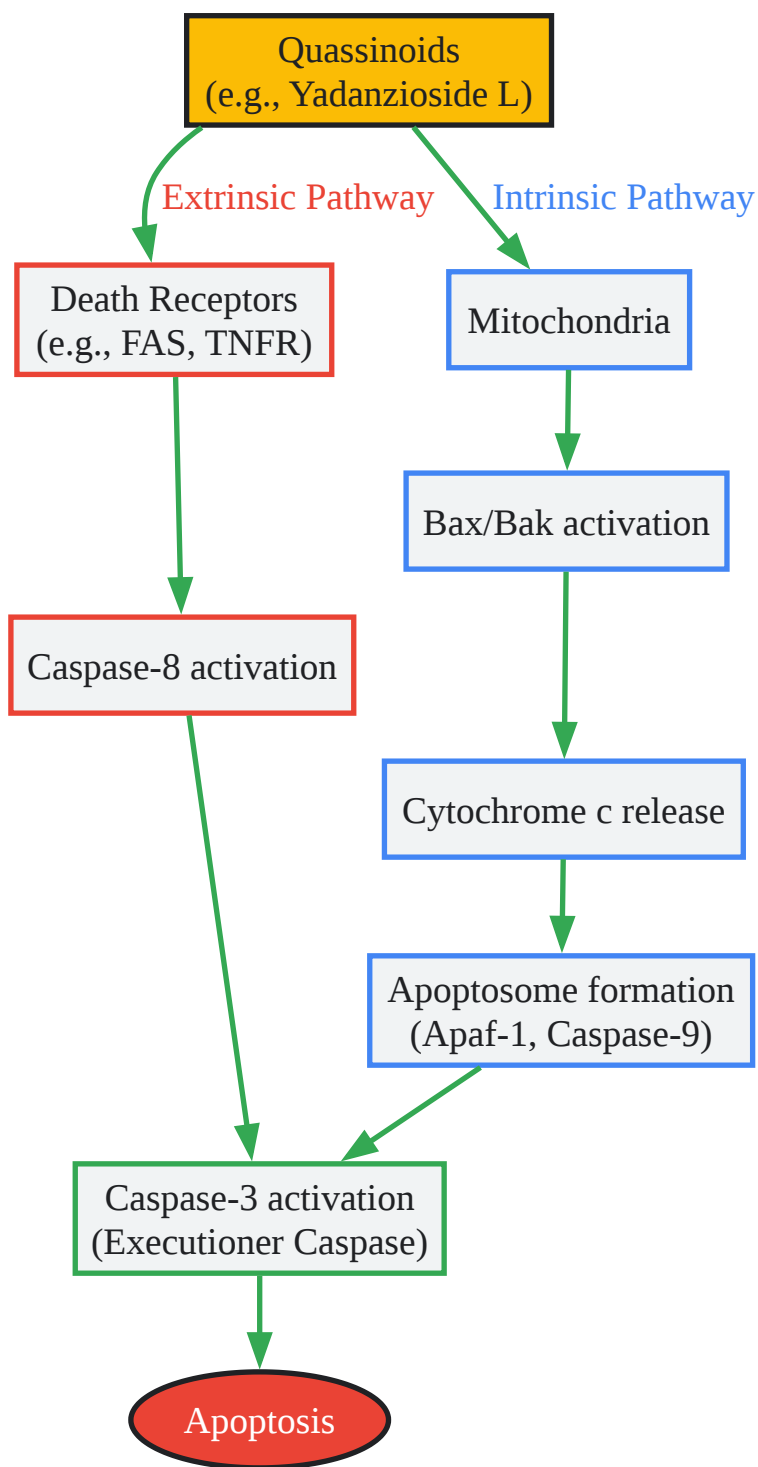 Quassinoids
(e.g., Yadanzioside L)
Extrinsic Pathway
Intrinsic Pathway
Death Receptors
(e.g., FAS, TNFR)
Mitochondria
Bax/Bak activation
Caspase-8 activation
Cytochrome c release
Apoptosome formation
(Apaf-1, Caspase-9)
Caspase-3 activation
(Executioner Caspase)
Apoptosis